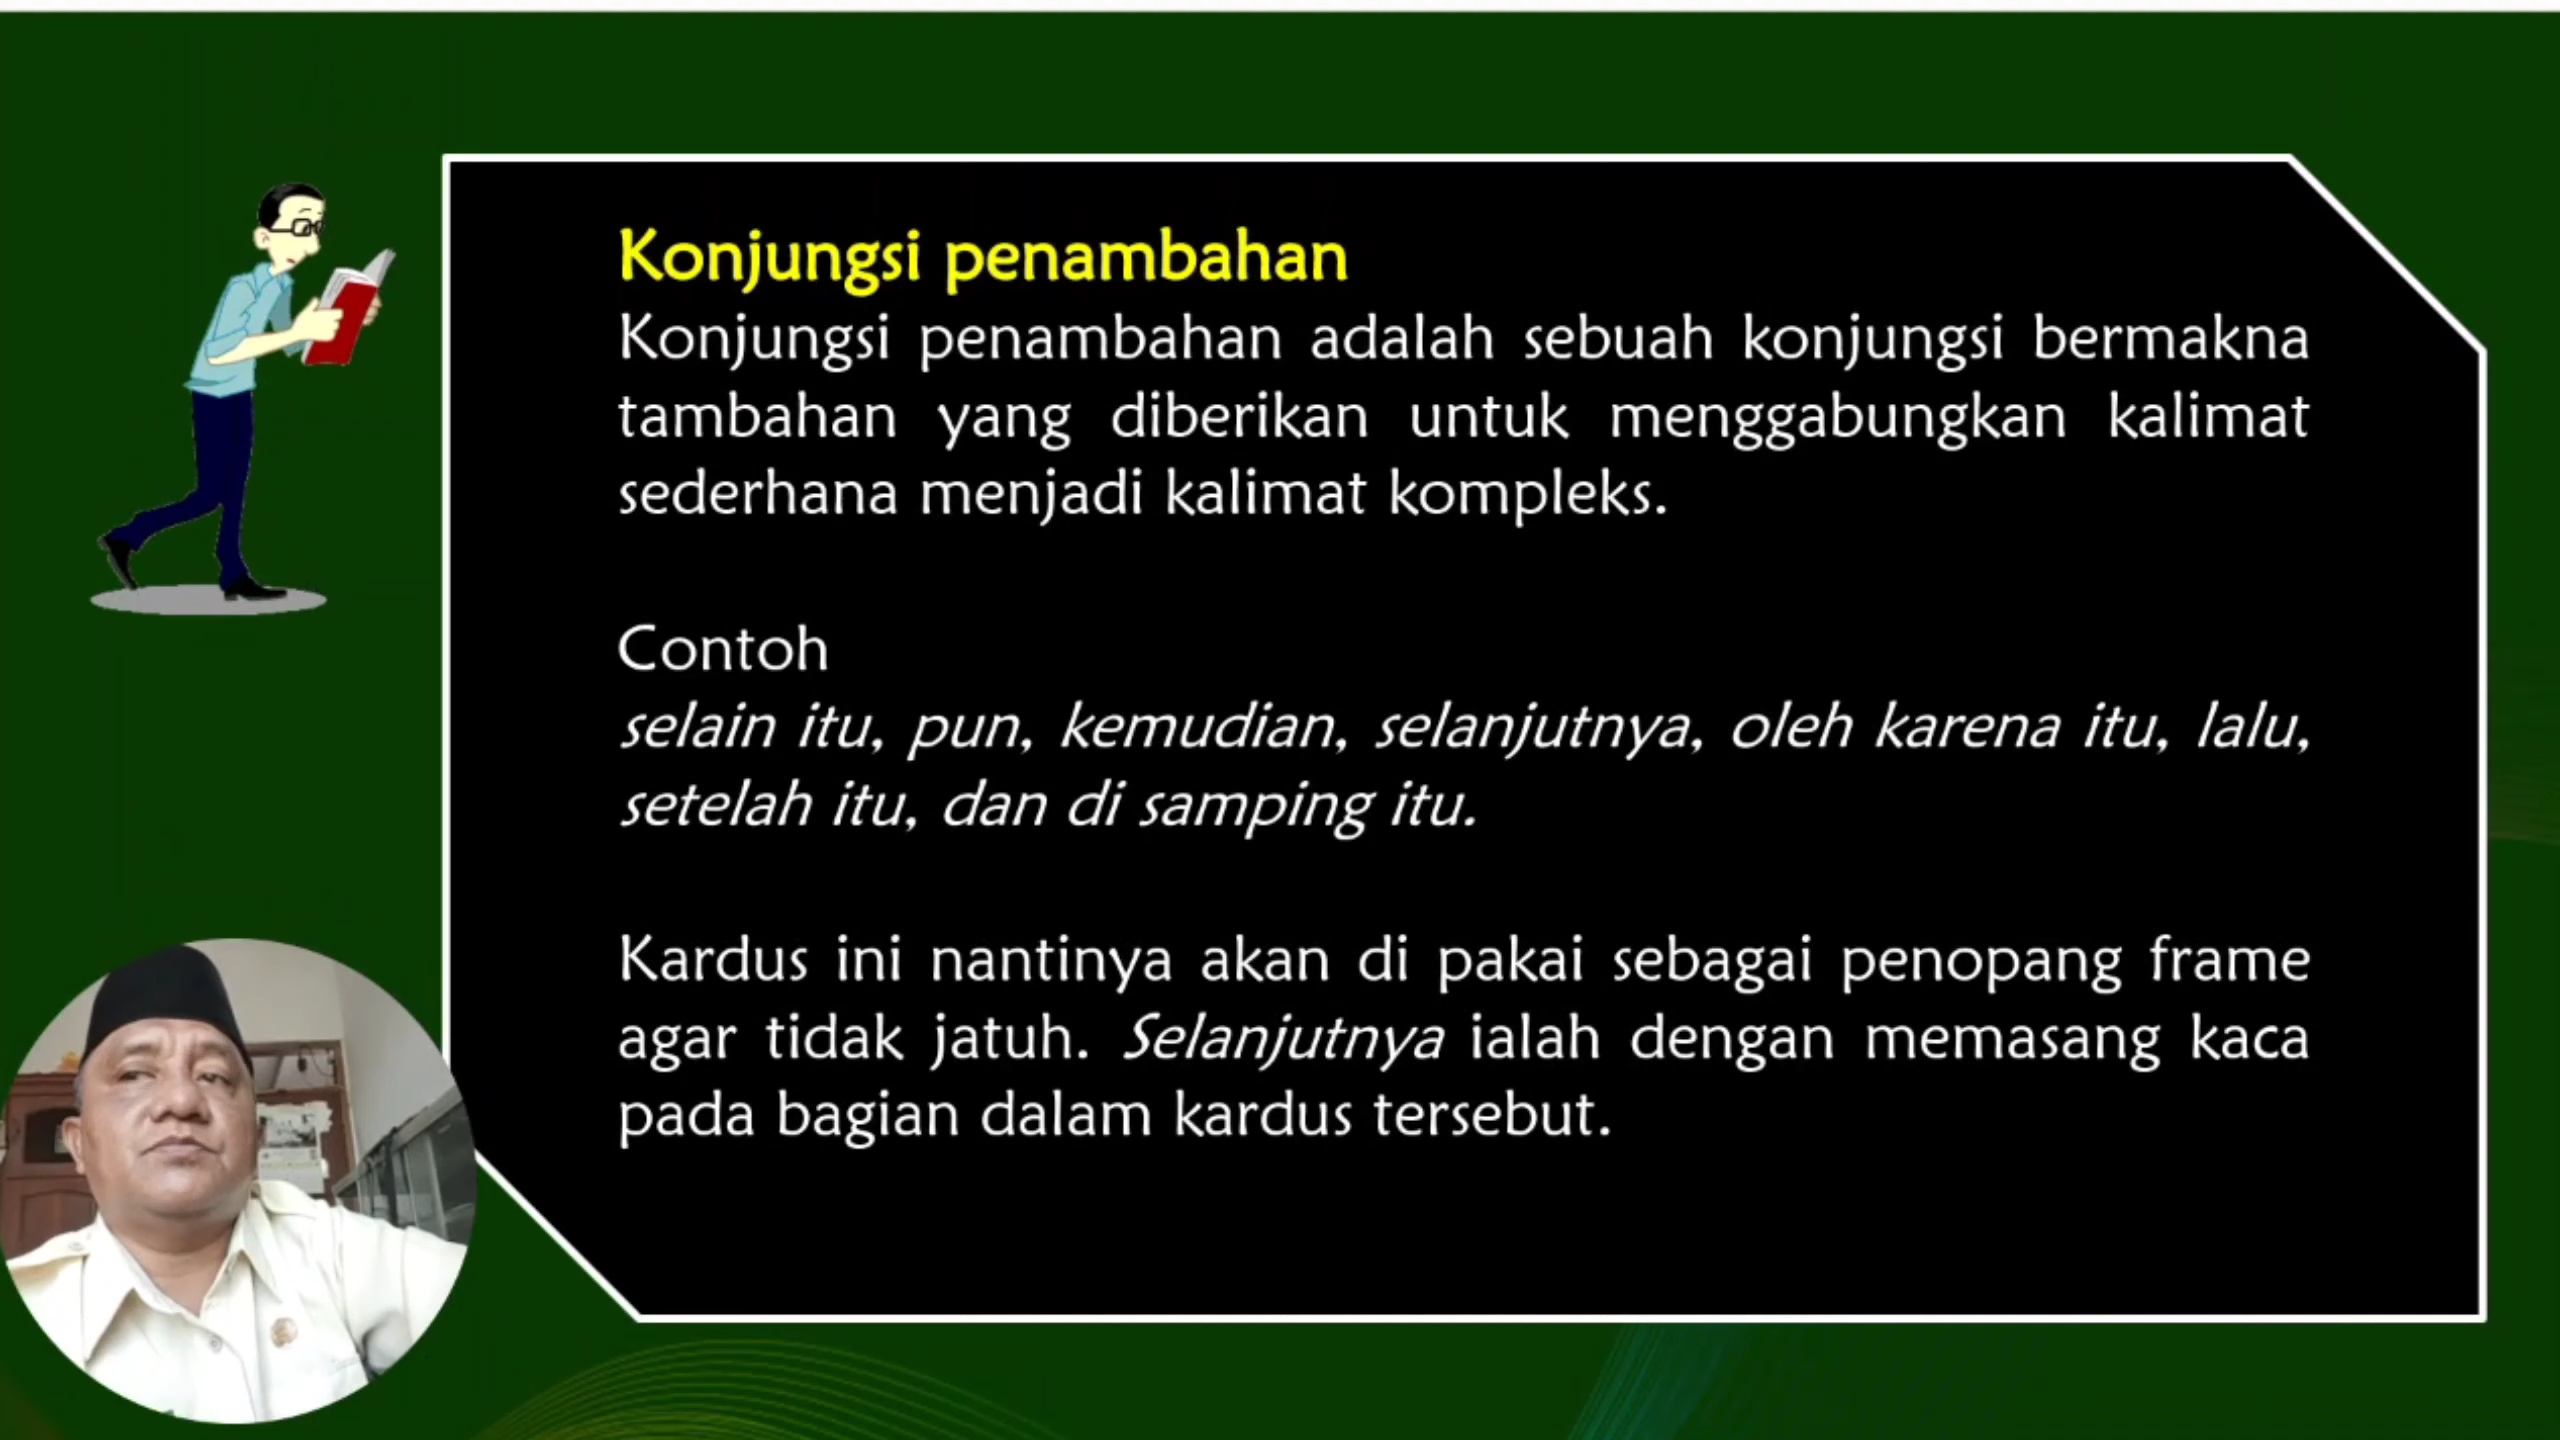 Konjungsi penambahan
Konjungsi penambahan adalah sebuah konjungsi bermakna
tambahan yang diberikan untuk menggabungkan kalimat
sederhana menjadi kalimat kompleks.
Contoh
selain itu, pun, kemudian, selanjutnya, oleh karena itu, lalu,
setelah itu, dan di samping itu.
Kardus ini nantinya akan di pakai sebagai penopang frame
agar tidak jatuh. Selanjutnya ialah dengan memasang kaca
pada bagian dalam kardus tersebut.